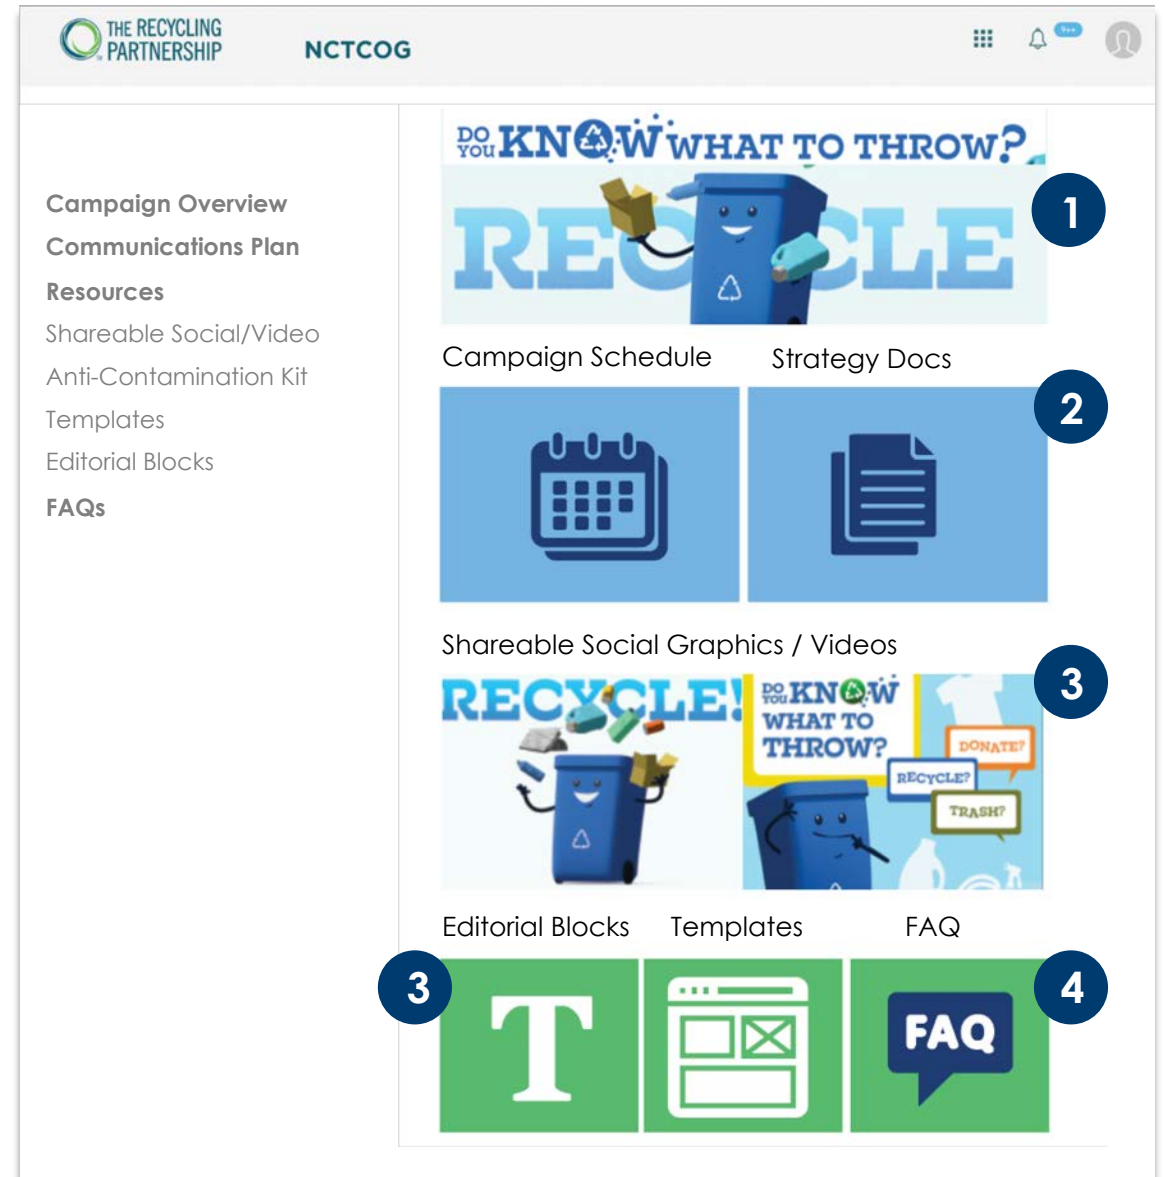 THE RECYCLING
PARTNERSHIP
NCTCOG
9++
Campaign Overview
Communications Plan
Resources
Shareable Social/Video
Anti-Contamination Kit
Templates
Editorial Blocks
FAQs
DO YOU KNOW WHAT TO THROW?
RECYCLE
1
Campaign Schedule
Strategy Docs
2
Shareable Social Graphics / Videos
3
RECYCLE!
DO YOU KNOW
WHAT TO
THROW?
DONATE?
RECYCLE?
TRASH?
Editorial Blocks
Templates
FAQ
3
T
FAQ
4